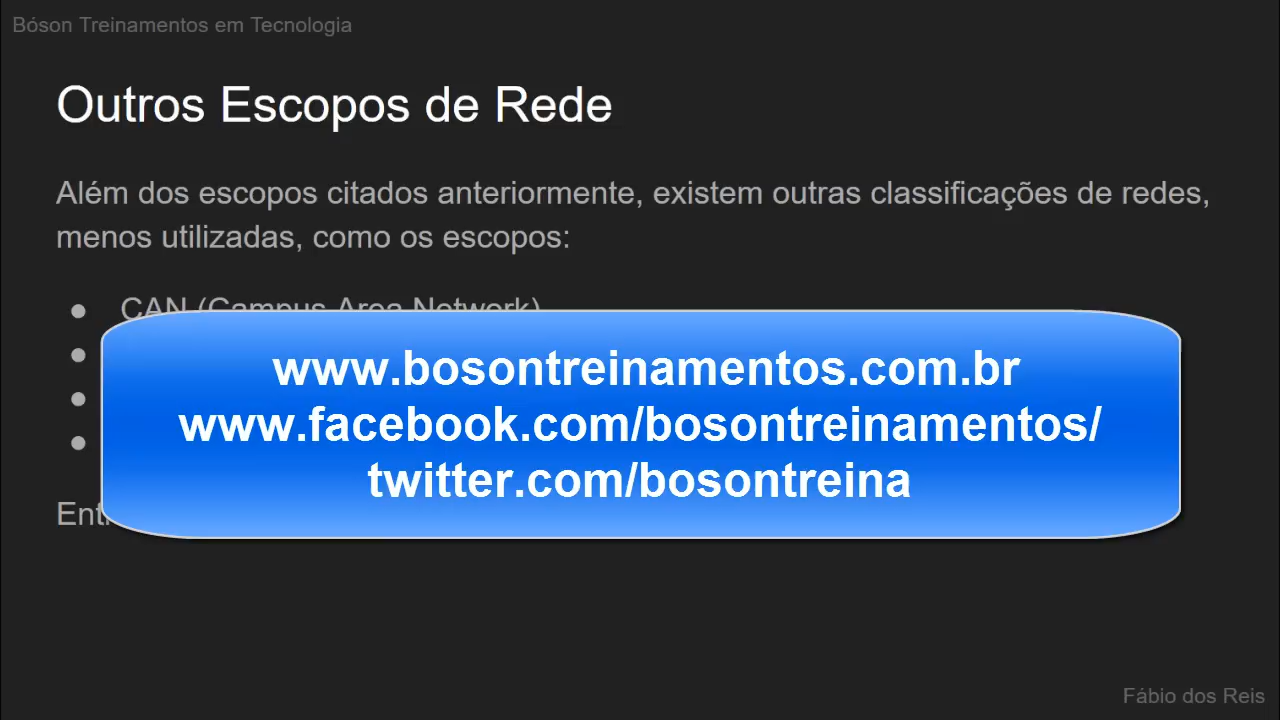 Bóson Treinamentos em Tecnologia
Outros Escopos de Rede
Além dos escopos citados anteriormente, existem outras classificações de redes,
menos utilizadas, como os escopos:
● CAN (Campus Area Network)
●
●
●
www.bosontreinamentos.com.br
www.facebook.com/bosontreinamentos/
twitter.com/bosontreina
Fábio dos Reis